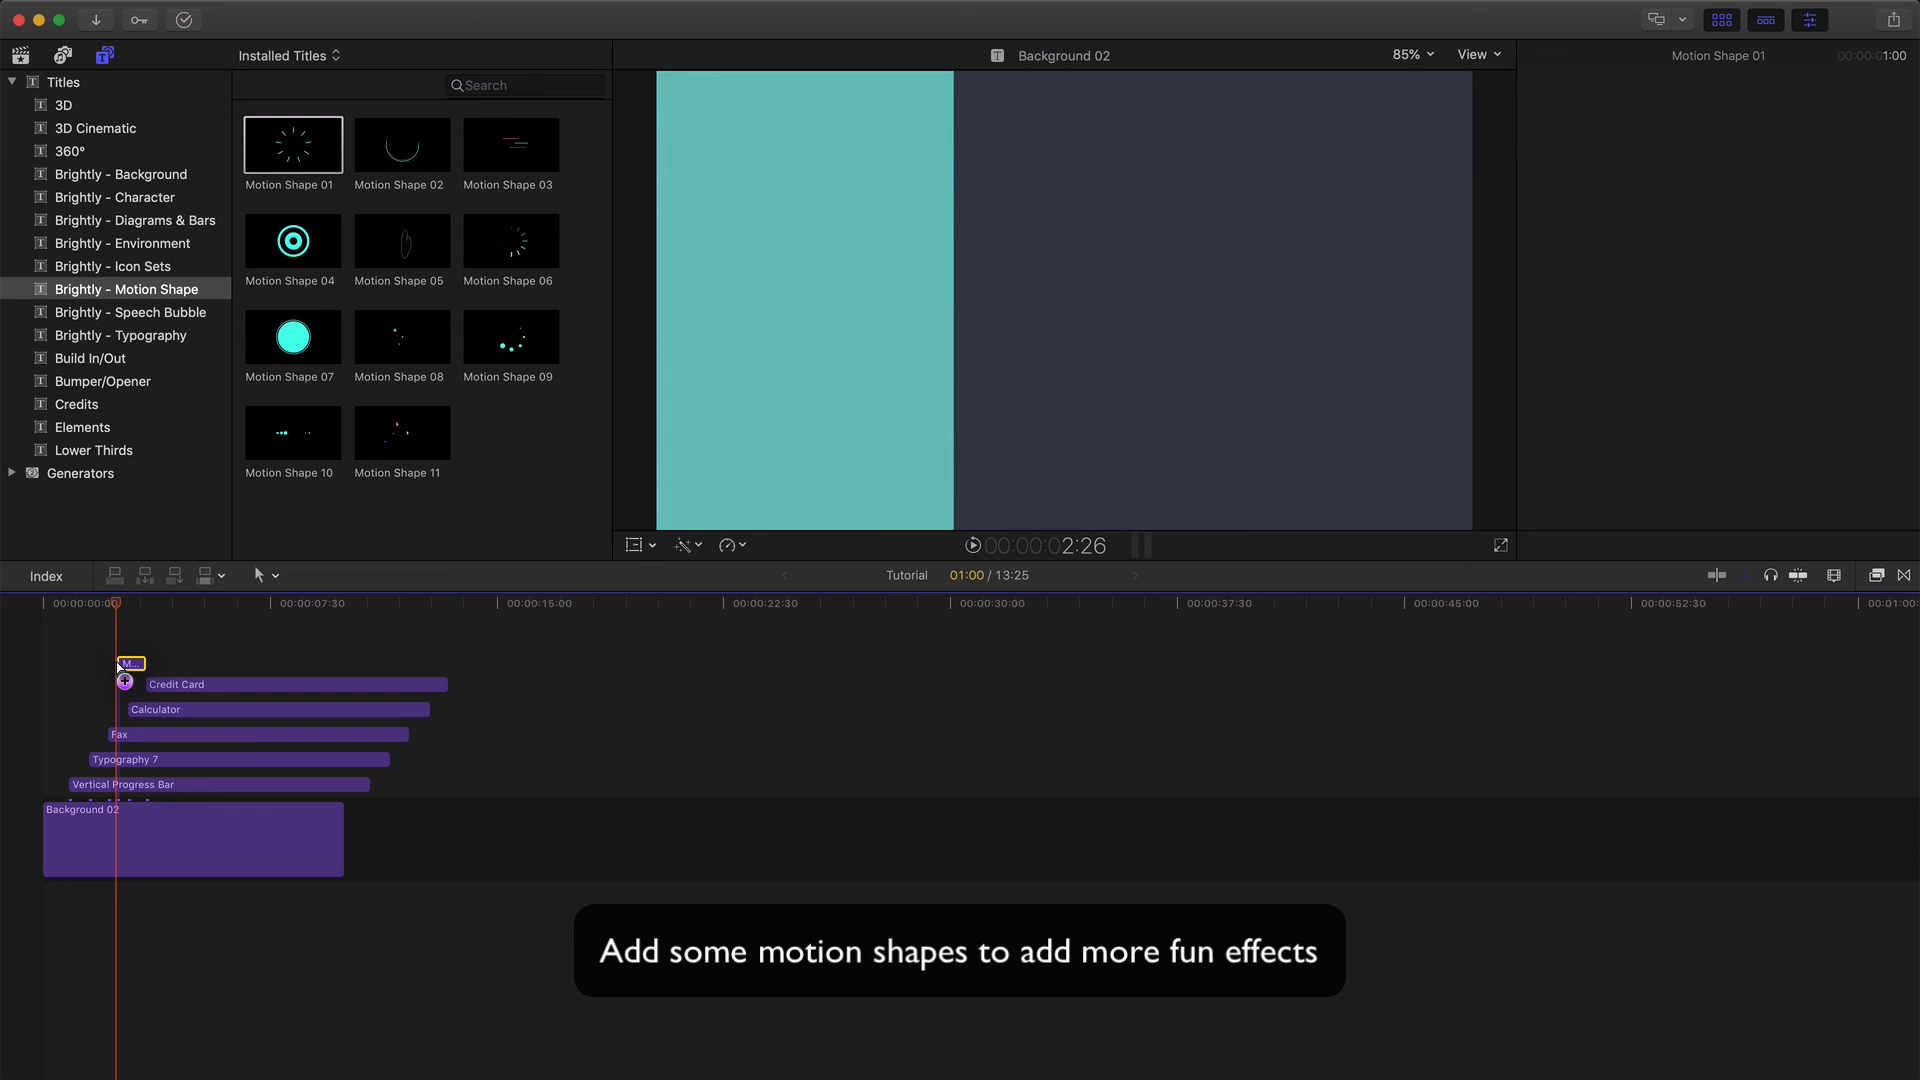 Installed Titles
Background 02
85%
View
Motion Shape 01
00:00:01:00
Titles
3D
3D Cinematic
360°
Brightly - Background
Brightly - Character
Brightly - Diagrams & Bars
Brightly - Environment
Brightly - Icon Sets
Brightly - Motion Shape
Brightly - Speech Bubble
Brightly - Typography
Build In/Out
Bumper/Opener
Credits
Elements
Lower Thirds
Generators
Search
Motion Shape 01
Motion Shape 02
Motion Shape 03
Motion Shape 04
Motion Shape 05
Motion Shape 06
Motion Shape 07
Motion Shape 08
Motion Shape 09
Motion Shape 10
Motion Shape 11
00:00:02:26
Index
Tutorial
01:00 / 13:25
00:00:00:00
00:00:07:30
00:00:15:00
00:00:22:30
00:00:30:00
00:00:37:30
00:00:45:00
00:00:52:30
00:01:00
M...
Credit Card
Calculator
Fax
Typography 7
Vertical Progress Bar
Background 02
Add some motion shapes to add more fun effects